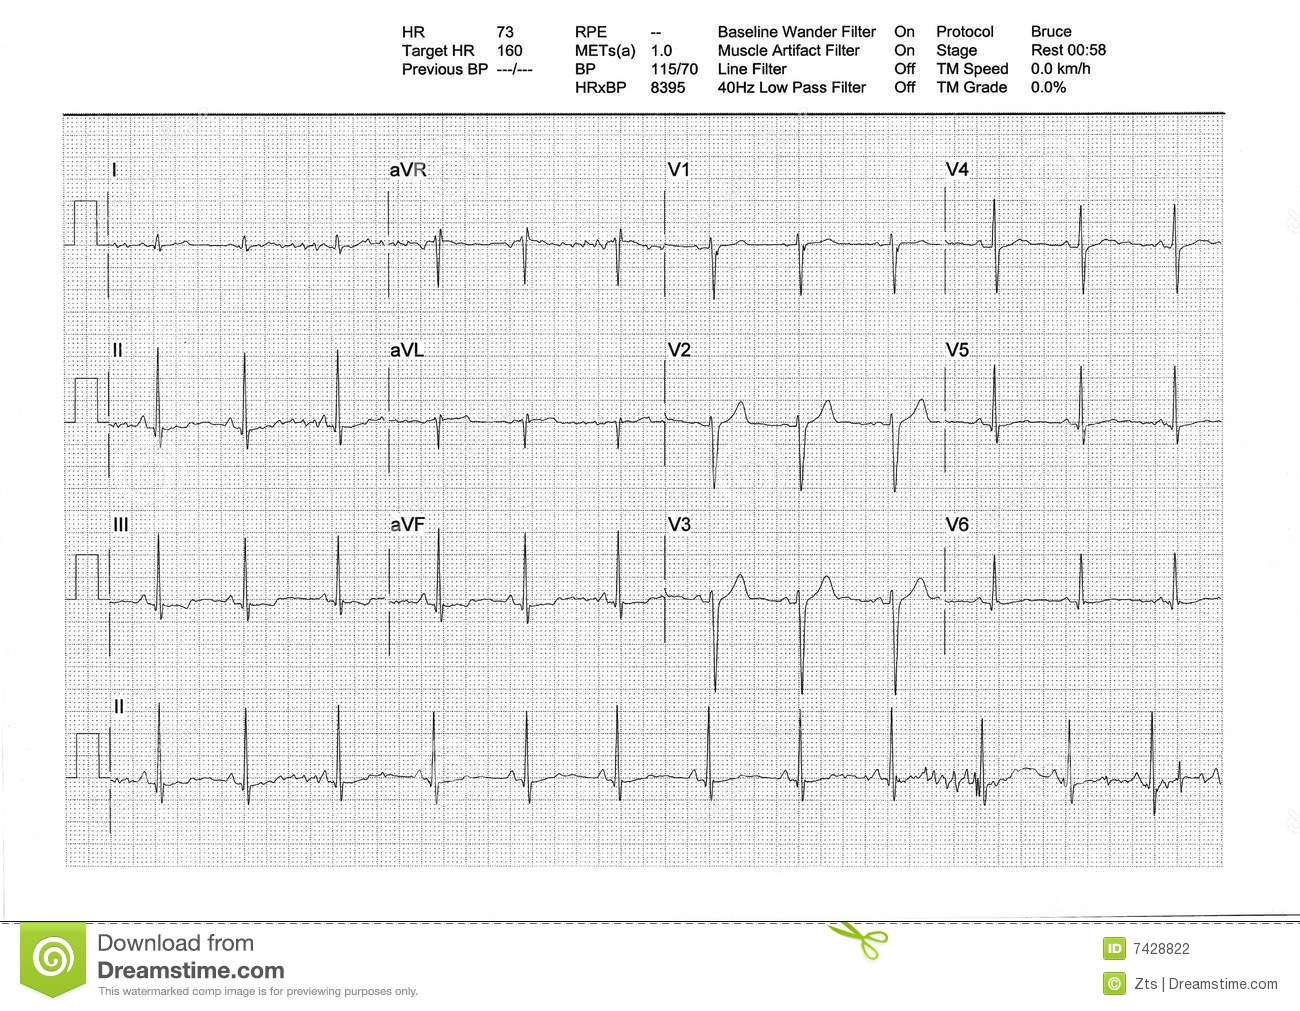 HR 73 RPE -- Baseline Wander Filter On Protocol Bruce
Target HR 160 METs(a) 1.0 Muscle Artifact Filter On Stage Rest 00:58
Previous BP ---/--- BP 115/70 Line Filter Off TM Speed 0.0 km/h
HRxBP 8395 40Hz Low Pass Filter Off TM Grade 0.0%
I aVR V1 V4
II aVL V2 V5
III aVF V3 V6
II
Download from
Dreamstime.com
This watermarked comp image is for previewing purposes only.
ID 7428822
© Zts | Dreamstime.com